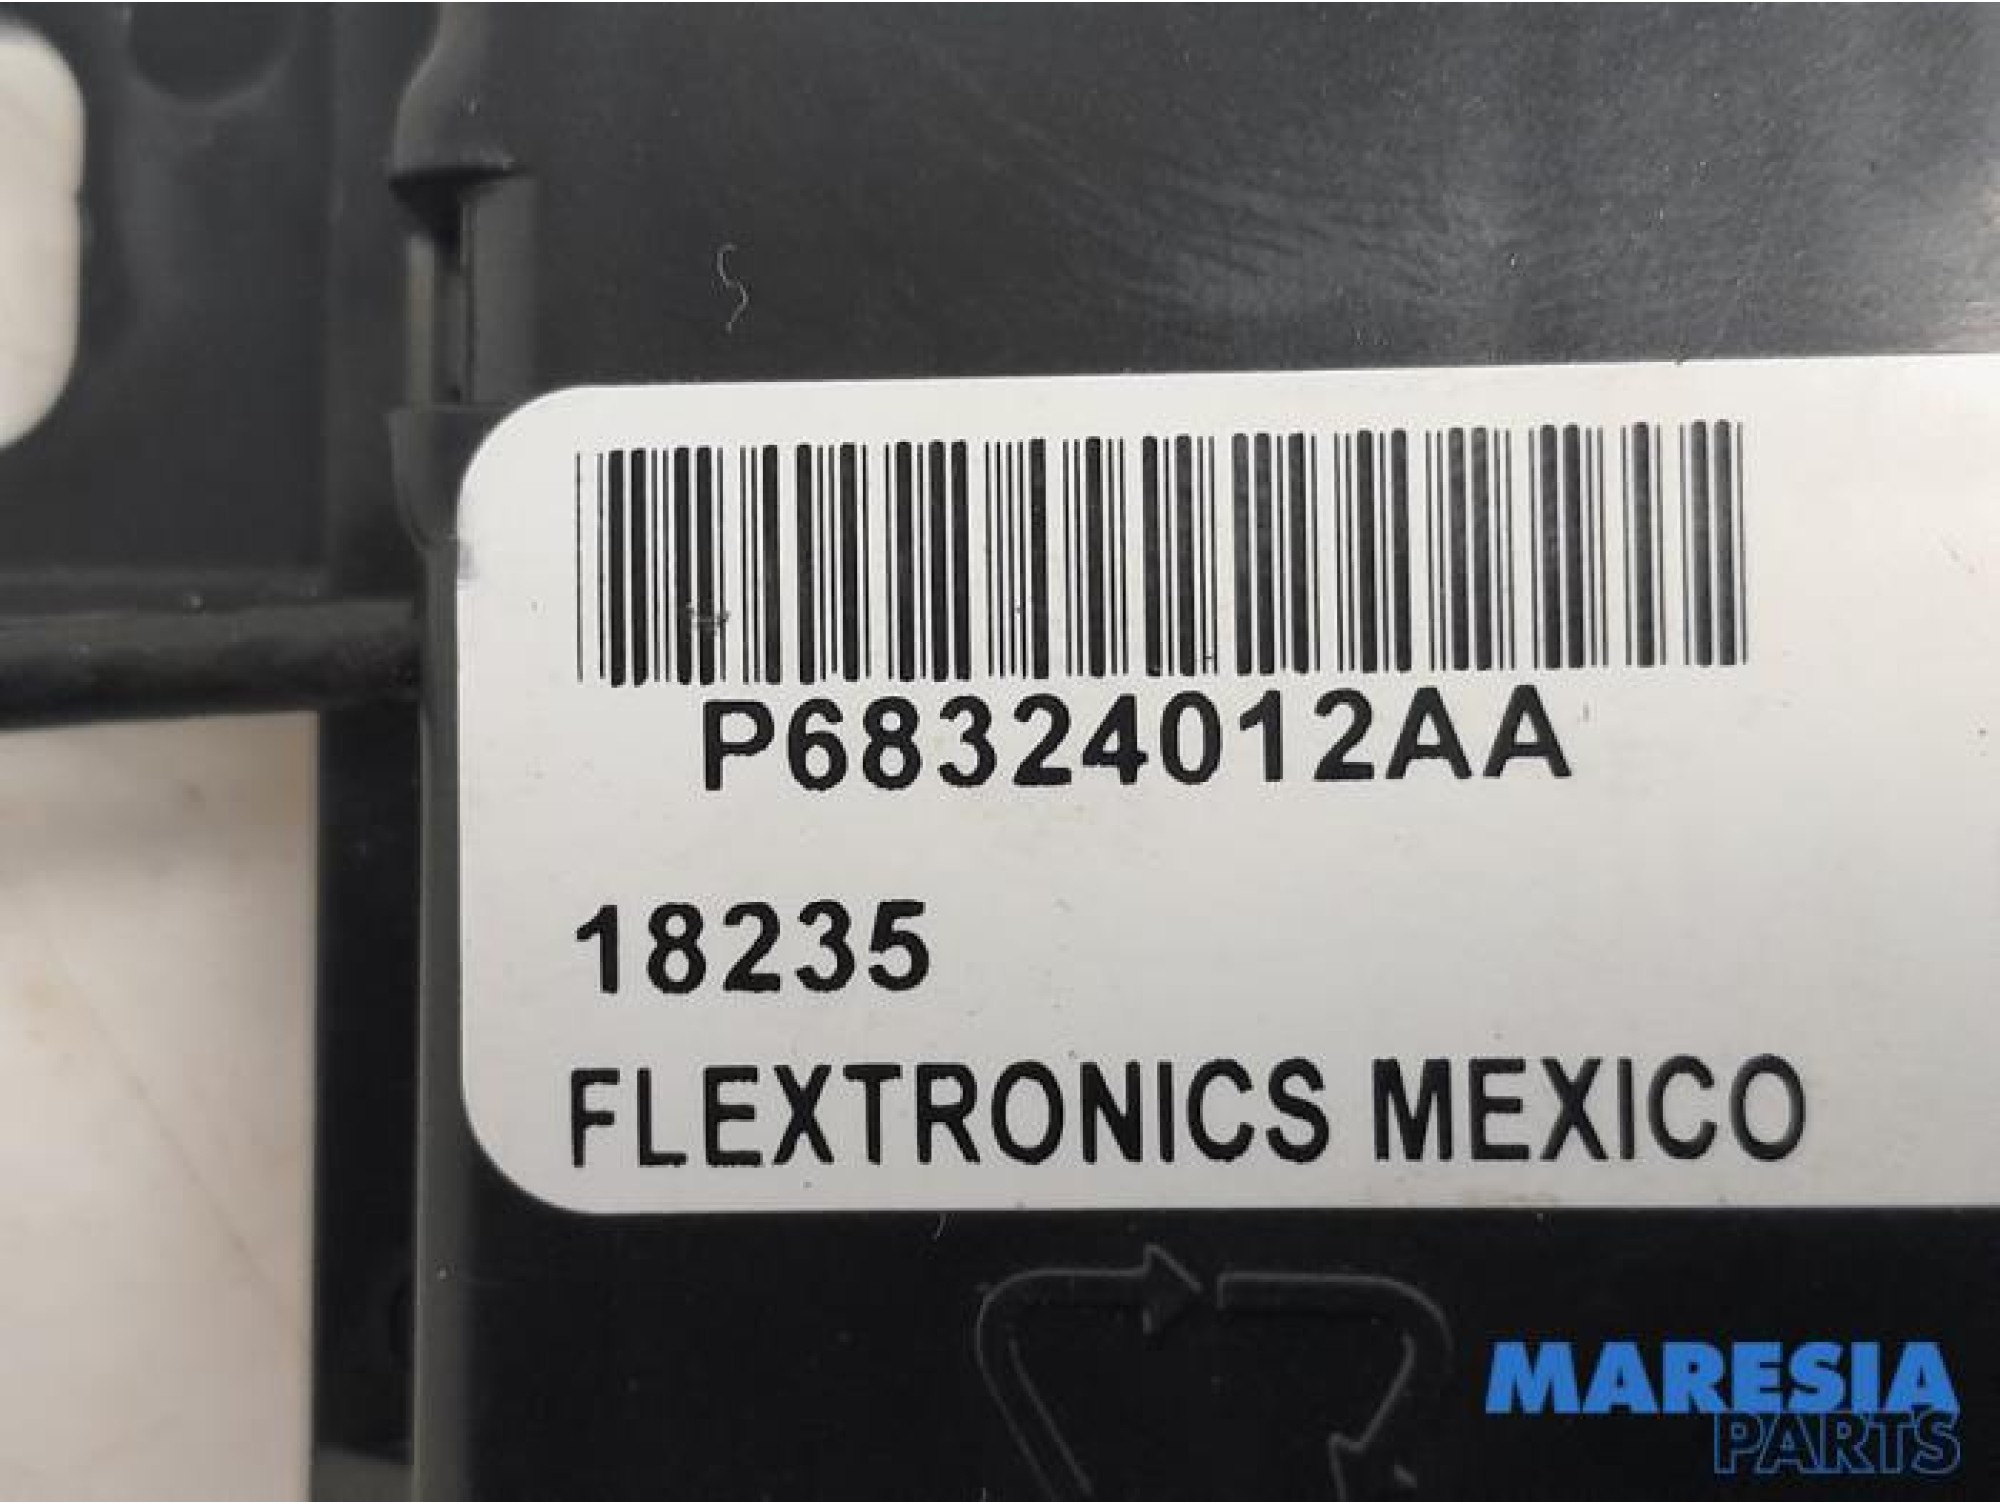 P68324012AA
18235
FLEXTRONICS MEXICO
MARESIA
PARTS